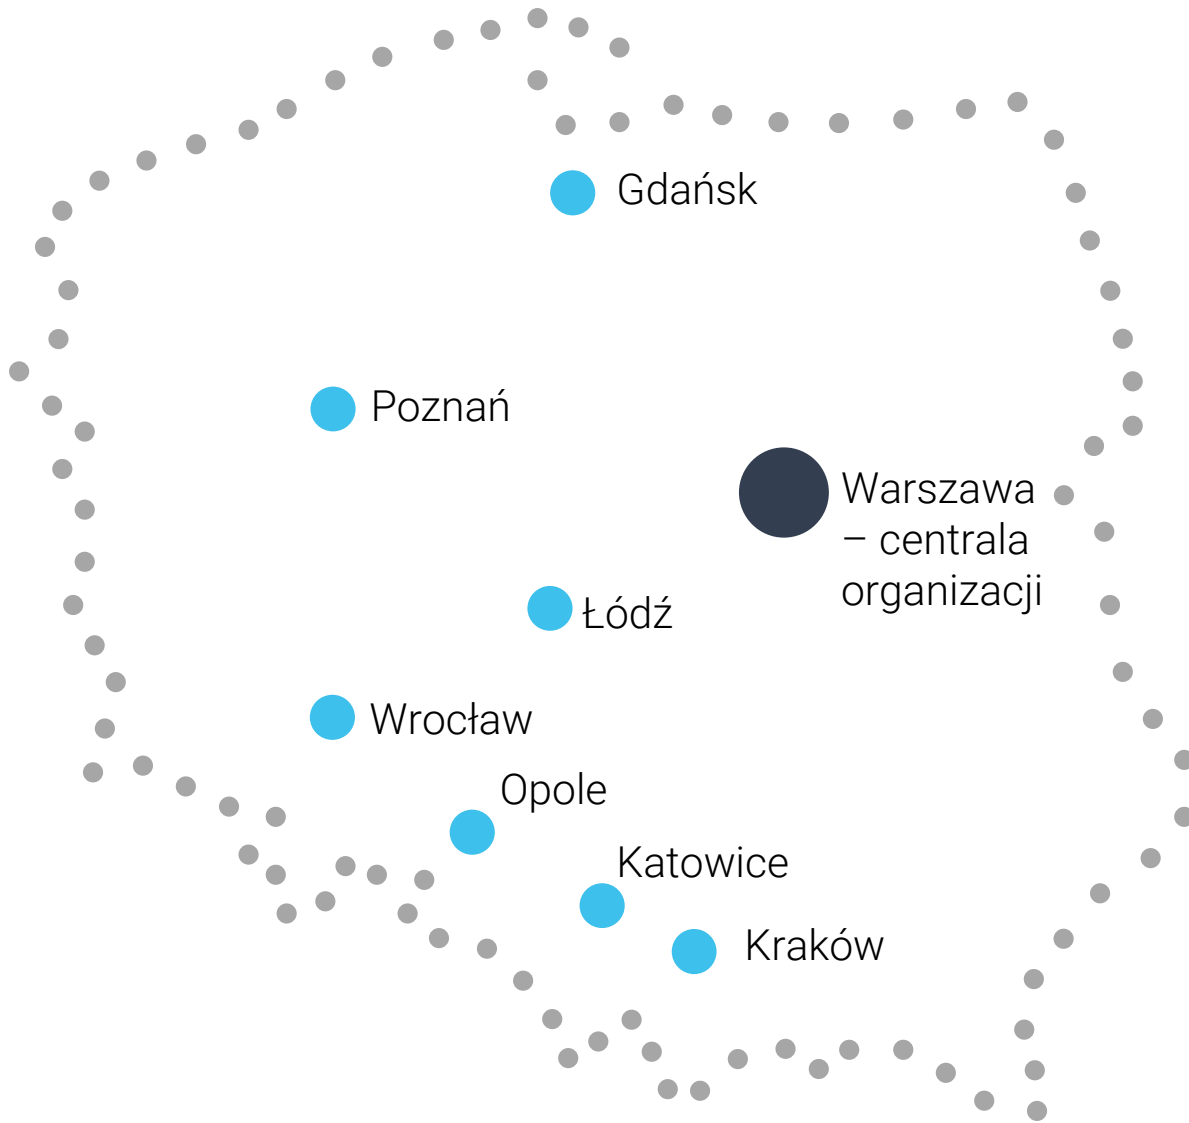 Gdańsk
Poznań
Warszawa
– centrala
organizacji
Łódź
Wrocław
Opole
Katowice
Kraków